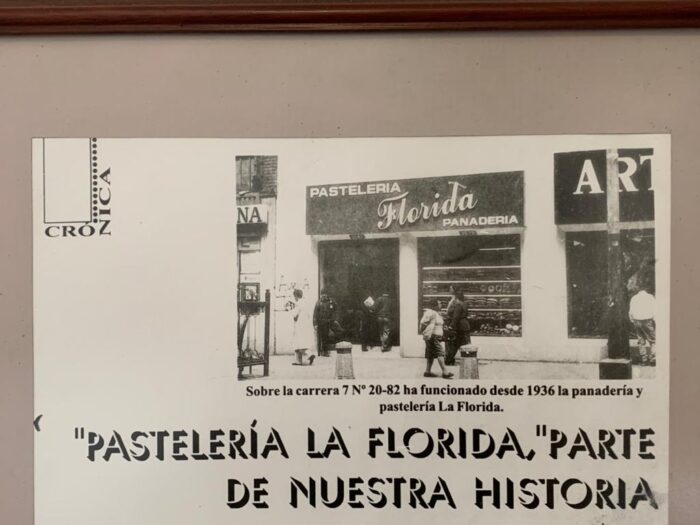 CRÓNICA
NA
PASTELERIA
Florida
PANADERIA
ART
Sobre la carrera 7 Nº 20-82 ha funcionado desde 1936 la panadería y
pastelería La Florida.
"PASTELERÍA LA FLORIDA,"PARTE
DE NUESTRA HISTORIA